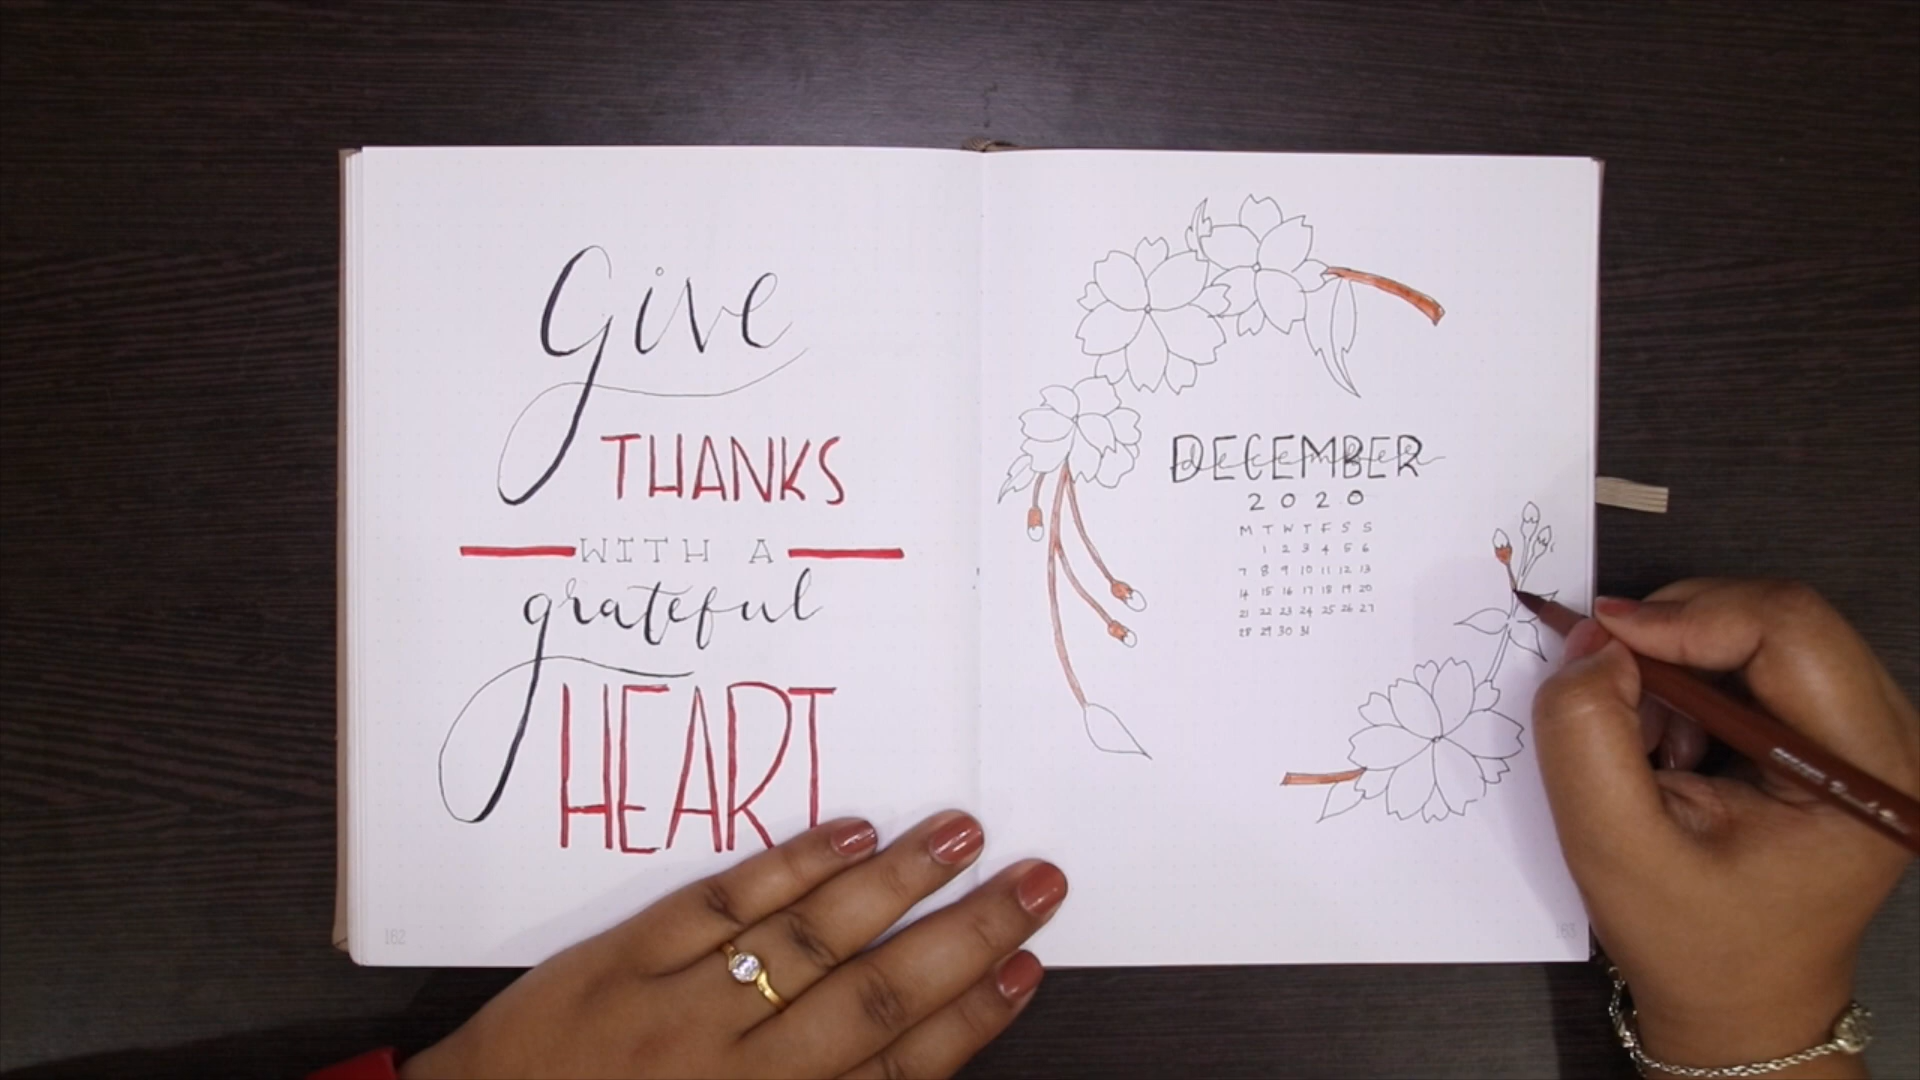 Give
THANKS
WITH A
grateful
HEART
182
DECEMBER
december
2020
M T W T F S S
1 2 3 4 5 6
7 8 9 10 11 12 13
14 15 16 17 18 19 20
21 22 23 24 25 26 27
28 29 30 31
183